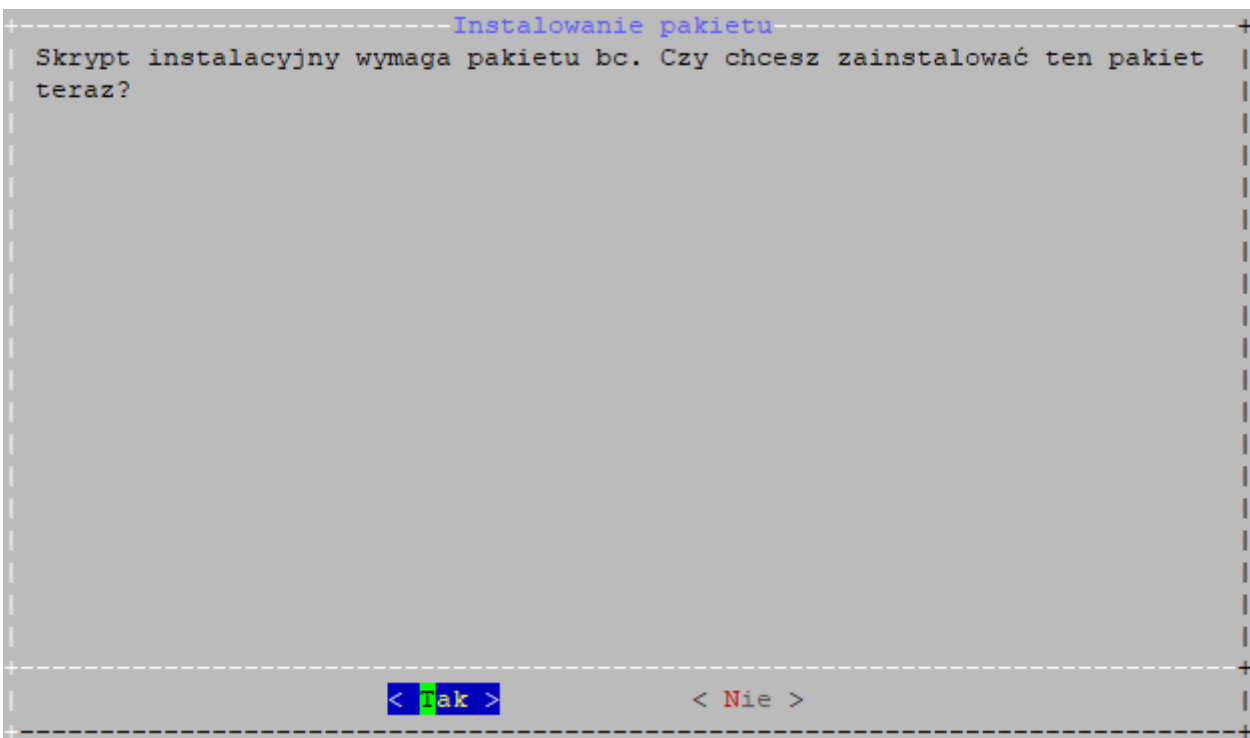 Instalowanie pakietu
Skrypt instalacyjny wymaga pakietu bc. Czy chcesz zainstalować ten pakiet
teraz?
< Tak > < Nie >